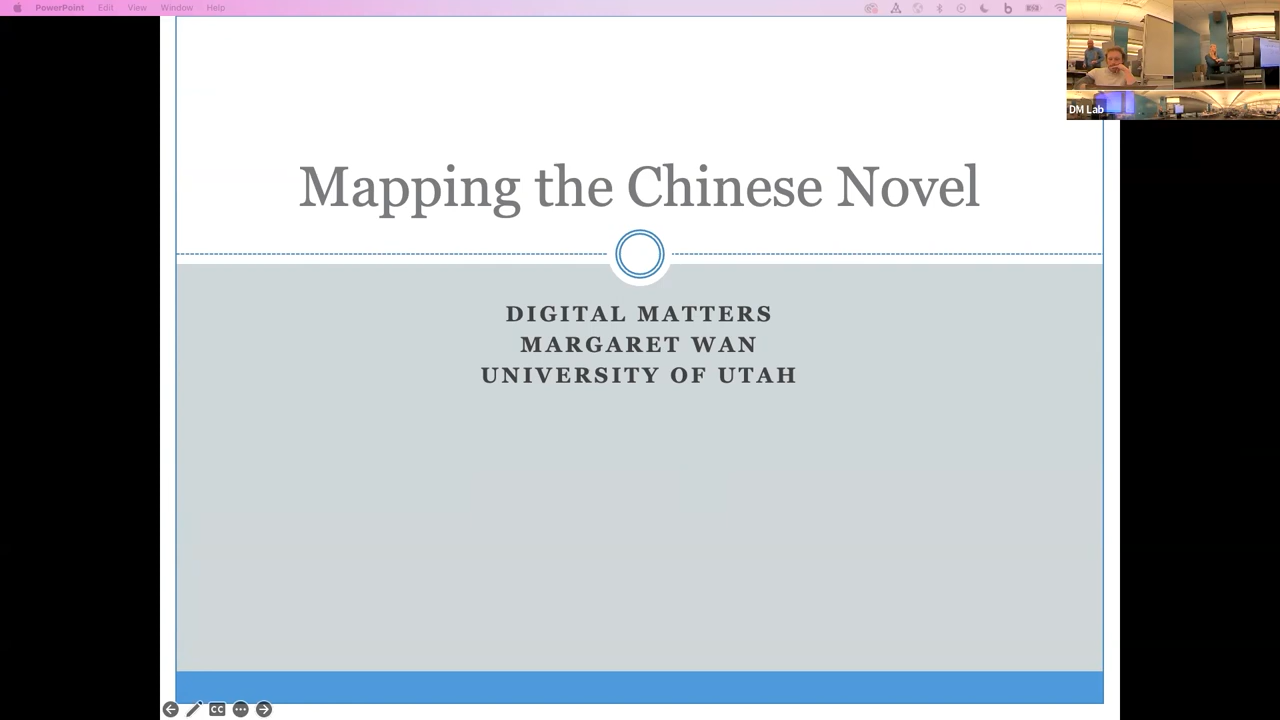 PowerPoint Edit View Window Help
DM Lab
Mapping the Chinese Novel
DIGITAL MATTERS
MARGARET WAN
UNIVERSITY OF UTAH
CC